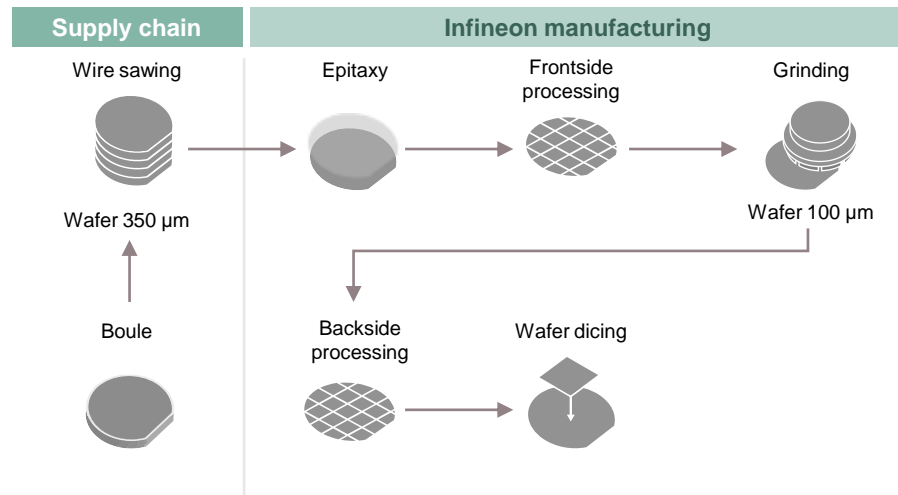 Supply chain
Infineon manufacturing
Wire sawing
Epitaxy
Frontside
processing
Grinding
Wafer 350 µm
Wafer 100 µm
Boule
Backside
processing
Wafer dicing